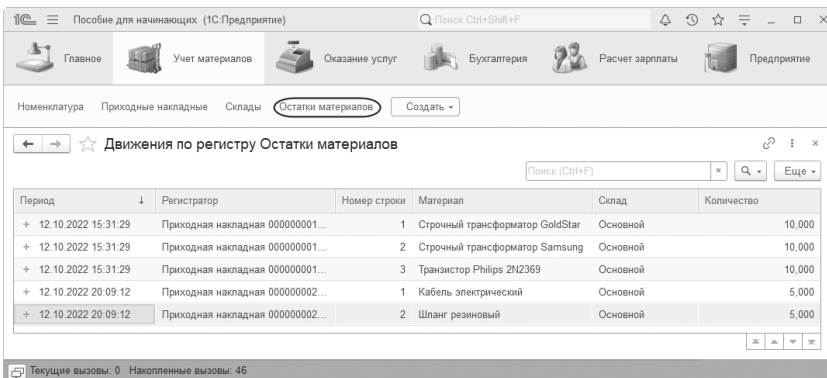 1С Пособие для начинающих (1С:Предприятие) Поиск Ctrl+Shift+F
Главное Учет материалов Оказание услуг Бухгалтерия Расчет зарплаты Предприятие
Номенклатура Приходные накладные Склады Остатки материалов Создать
Движения по регистру Остатки материалов
Поиск (Ctrl+F) × Еще
Период ↓ Регистратор Номер строки Материал Склад Количество
+ 12.10.2022 15:31:29 Приходная накладная 000000001... 1 Строчный трансформатор GoldStar Основной 10,000
+ 12.10.2022 15:31:29 Приходная накладная 000000001... 2 Строчный трансформатор Samsung Основной 10,000
+ 12.10.2022 15:31:29 Приходная накладная 000000001... 3 Транзистор Philips 2N2369 Основной 10,000
+ 12.10.2022 20:09:12 Приходная накладная 000000002... 1 Кабель электрический Основной 5,000
+ 12.10.2022 20:09:12 Приходная накладная 000000002... 2 Шланг резиновый Основной 5,000
Текущие вызовы: 0 Накопленные вызовы: 46